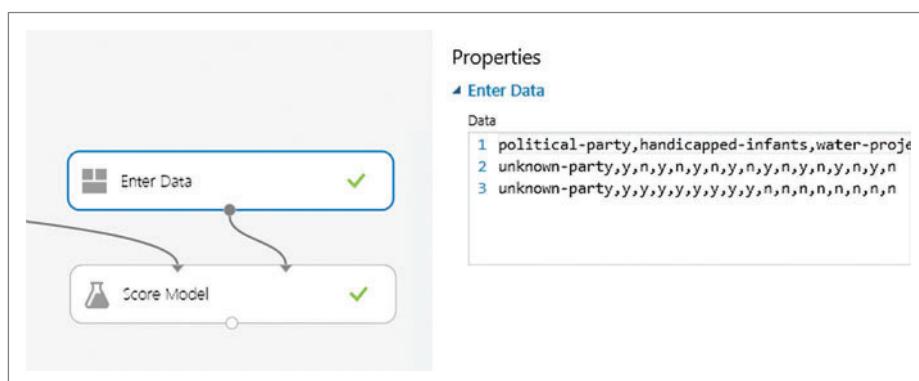 Properties
Enter Data
Data
1 political-party,handicapped-infants,water-proje
2 unknown-party,y,n,y,n,y,n,y,n,y,n,y,n,y,n,y,n
3 unknown-party,y,y,y,y,y,y,y,y,n,n,n,n,n,n,n,n
Enter Data
Score Model